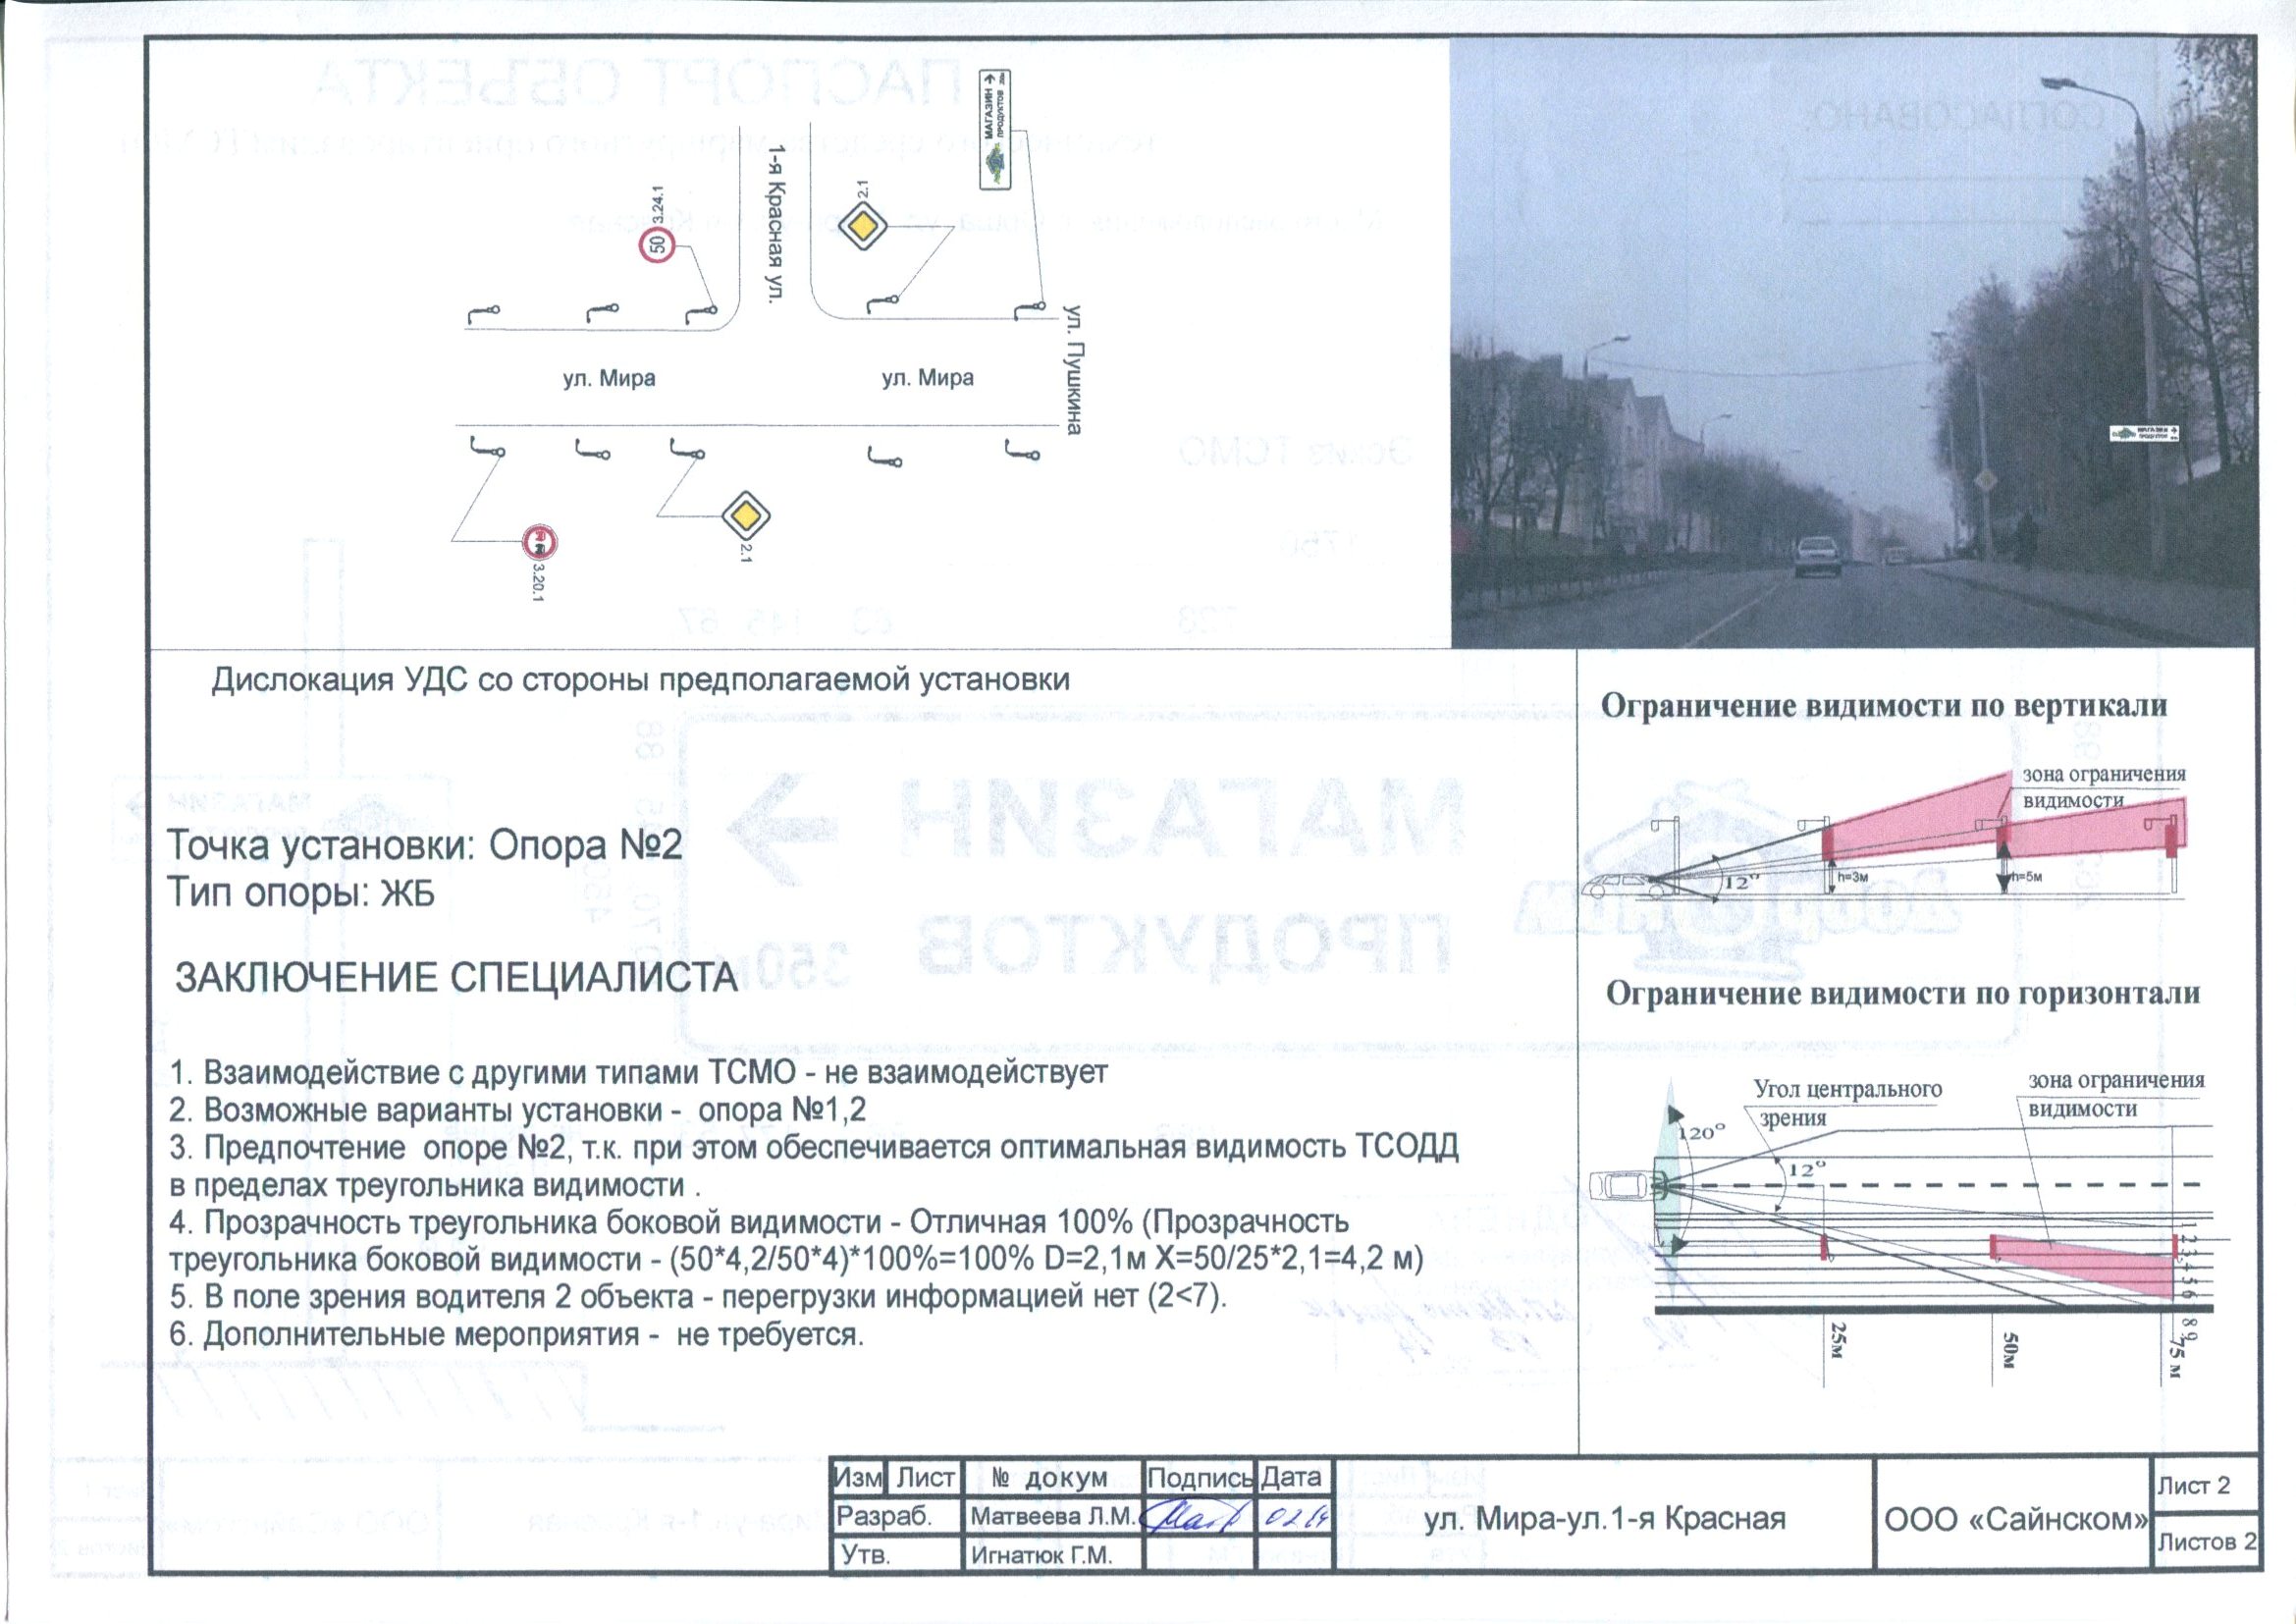 МАГАЗИН
ПРОДУКТОВ
1-я Красная ул.
3.24.1
50
2.1
ул. Пушкина
ул. Мира
ул. Мира
3.20.1
2.1
МАГАЗИН
ПРОДУКТОВ
Дислокация УДС со стороны предполагаемой установки
Точка установки: Опора №2
Тип опоры: ЖБ
ЗАКЛЮЧЕНИЕ СПЕЦИАЛИСТА
1. Взаимодействие с другими типами ТСМО - не взаимодействует
2. Возможные варианты установки - опора №1,2
3. Предпочтение опоре №2, т.к. при этом обеспечивается оптимальная видимость ТСОДД
в пределах треугольника видимости .
4. Прозрачность треугольника боковой видимости - Отличная 100% (Прозрачность
треугольника боковой видимости - (50*4,2/50*4)*100%=100% D=2,1м X=50/25*2,1=4,2 м)
5. В поле зрения водителя 2 объекта - перегрузки информацией нет (2<7).
6. Дополнительные мероприятия - не требуется.
Ограничение видимости по вертикали
зона ограничения
видимости
12°
h=3м
h=5м
Ограничение видимости по горизонтали
Угол центрального
зрения
зона ограничения
видимости
120°
12°
1 2 3 4 5 6
8 9
25м
50м
75 м
Изм Лист № докум Подпись Дата
Разраб. Матвеева Л.М. 02.14
Утв. Игнатюк Г.М.
ул. Мира-ул.1-я Красная
ООО «Сайнском»
Лист 2
Листов 2